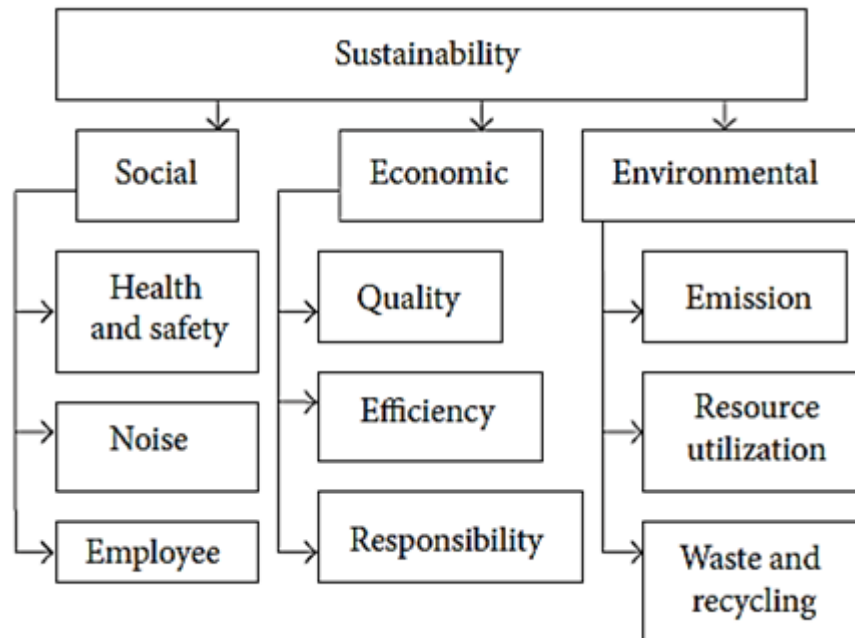 Sustainability
Social
Economic
Environmental
Health
and safety
Quality
Emission
Noise
Efficiency
Resource
utilization
Employee
Responsibility
Waste and
recycling